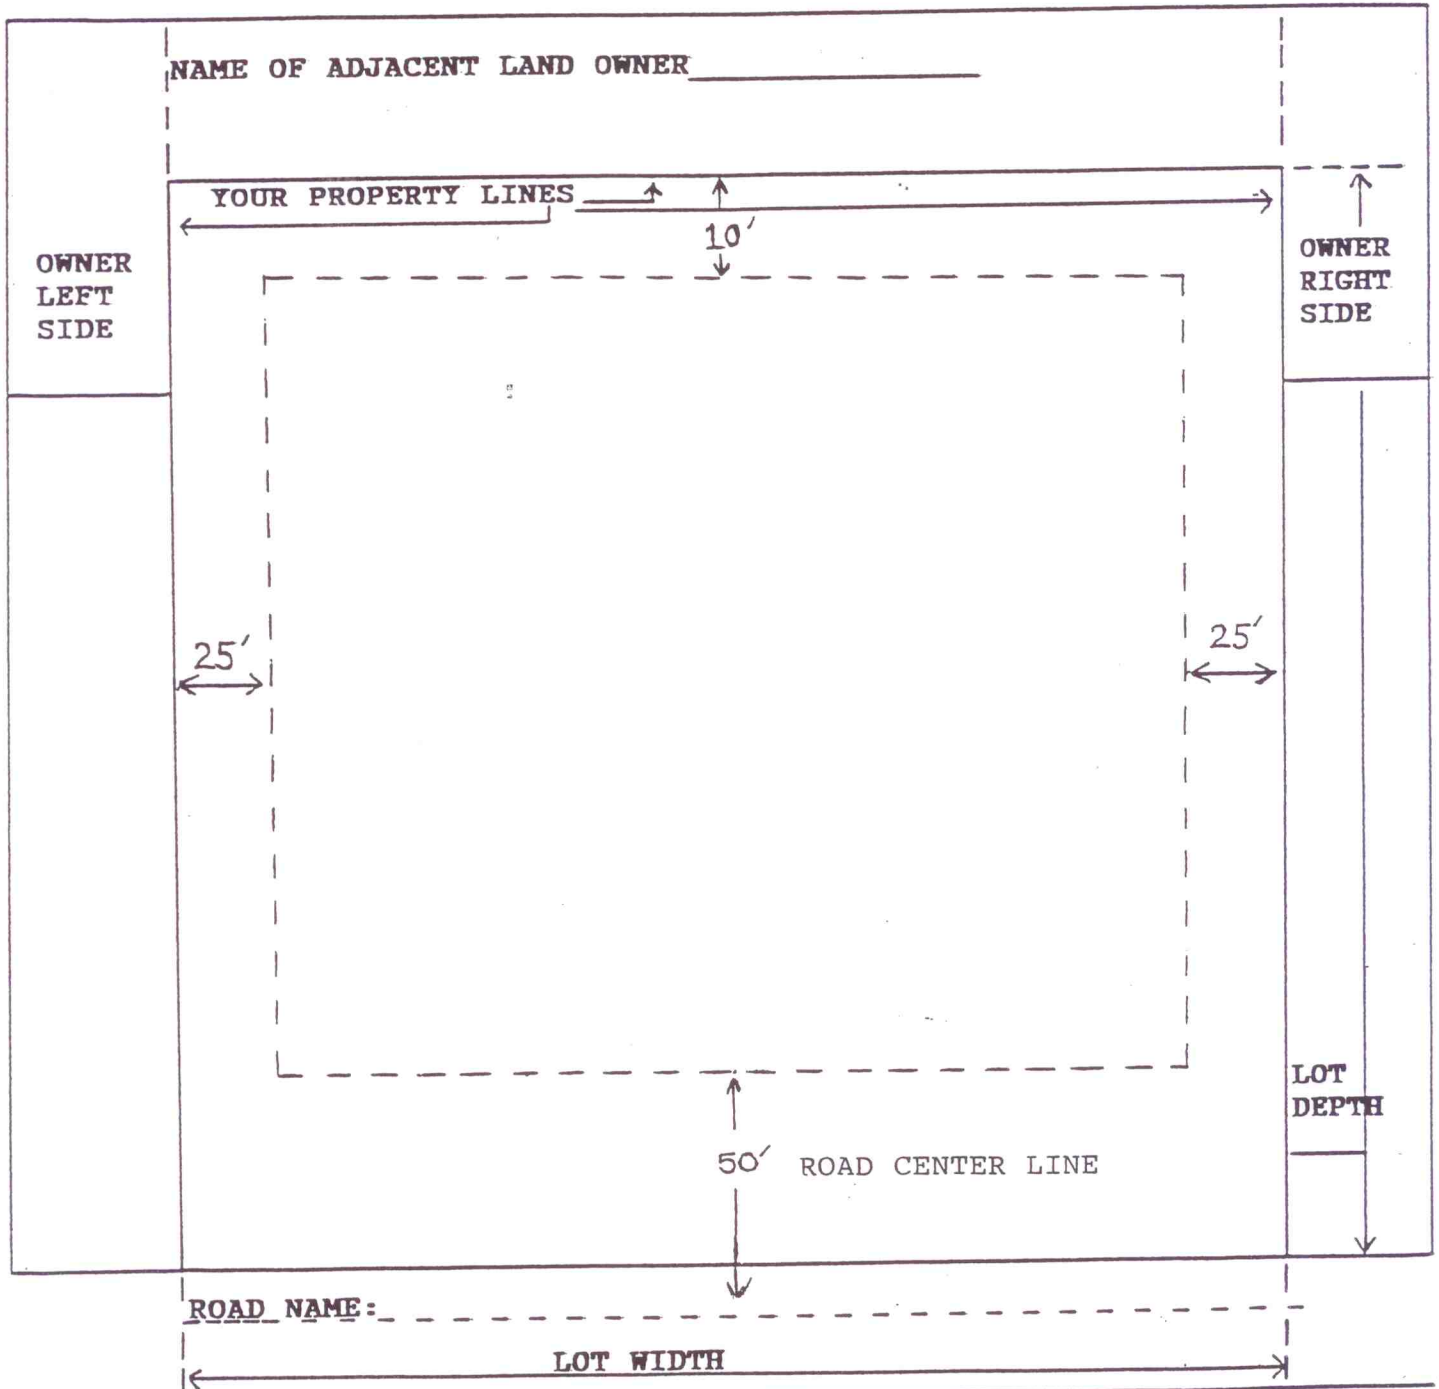 NAME OF ADJACENT LAND OWNER
YOUR PROPERTY LINES
10'
OWNER
LEFT
SIDE
OWNER
RIGHT
SIDE
25'
25'
LOT
DEPTH
50' ROAD CENTER LINE
ROAD NAME:
LOT WIDTH